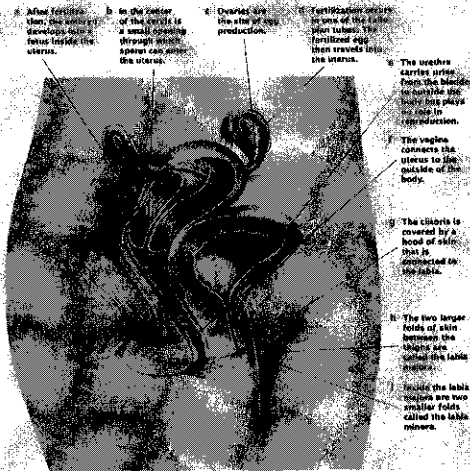 a After fertiliza-
tion, the embryo
develops into a
fetus inside the
uterus.
b In the center
of the cervix is
a small opening
through which
sperm can enter
the uterus.
c Ovaries are
the site of egg
production.
d Fertilization occurs
in one of the fallo-
pian tubes. The
fertilized egg
then travels into
the uterus.
e The urethra
carries urine
from the bladder
to outside the
body but plays
no role in
reproduction.
f The vagina
connects the
uterus to the
outside of the
body.
g The clitoris is
covered by a
hood of skin
that is
connected to
the labia.
h The two larger
folds of skin
between the
thighs are
called the labia
majora.
i Inside the labia
majora are two
smaller folds
called the labia
minora.